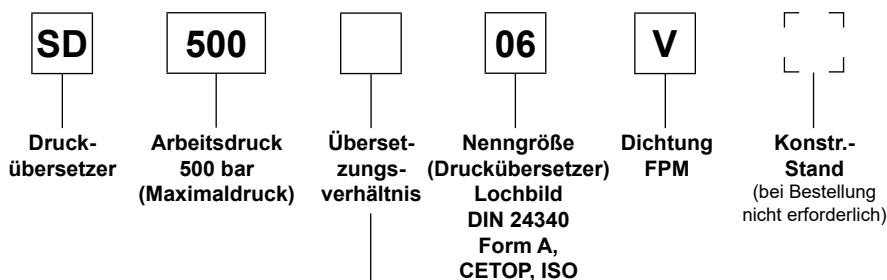 SD 500 06 V
Druck-
übersetzer
Arbeitsdruck
500 bar
(Maximaldruck)
Überset-
zungs-
verhältnis
Nenngröße
(Druckübersetzer)
Lochbild
DIN 24340
Form A,
CETOP, ISO
Dichtung
FPM
Konstr.-
Stand
(bei Bestellung
nicht erforderlich)